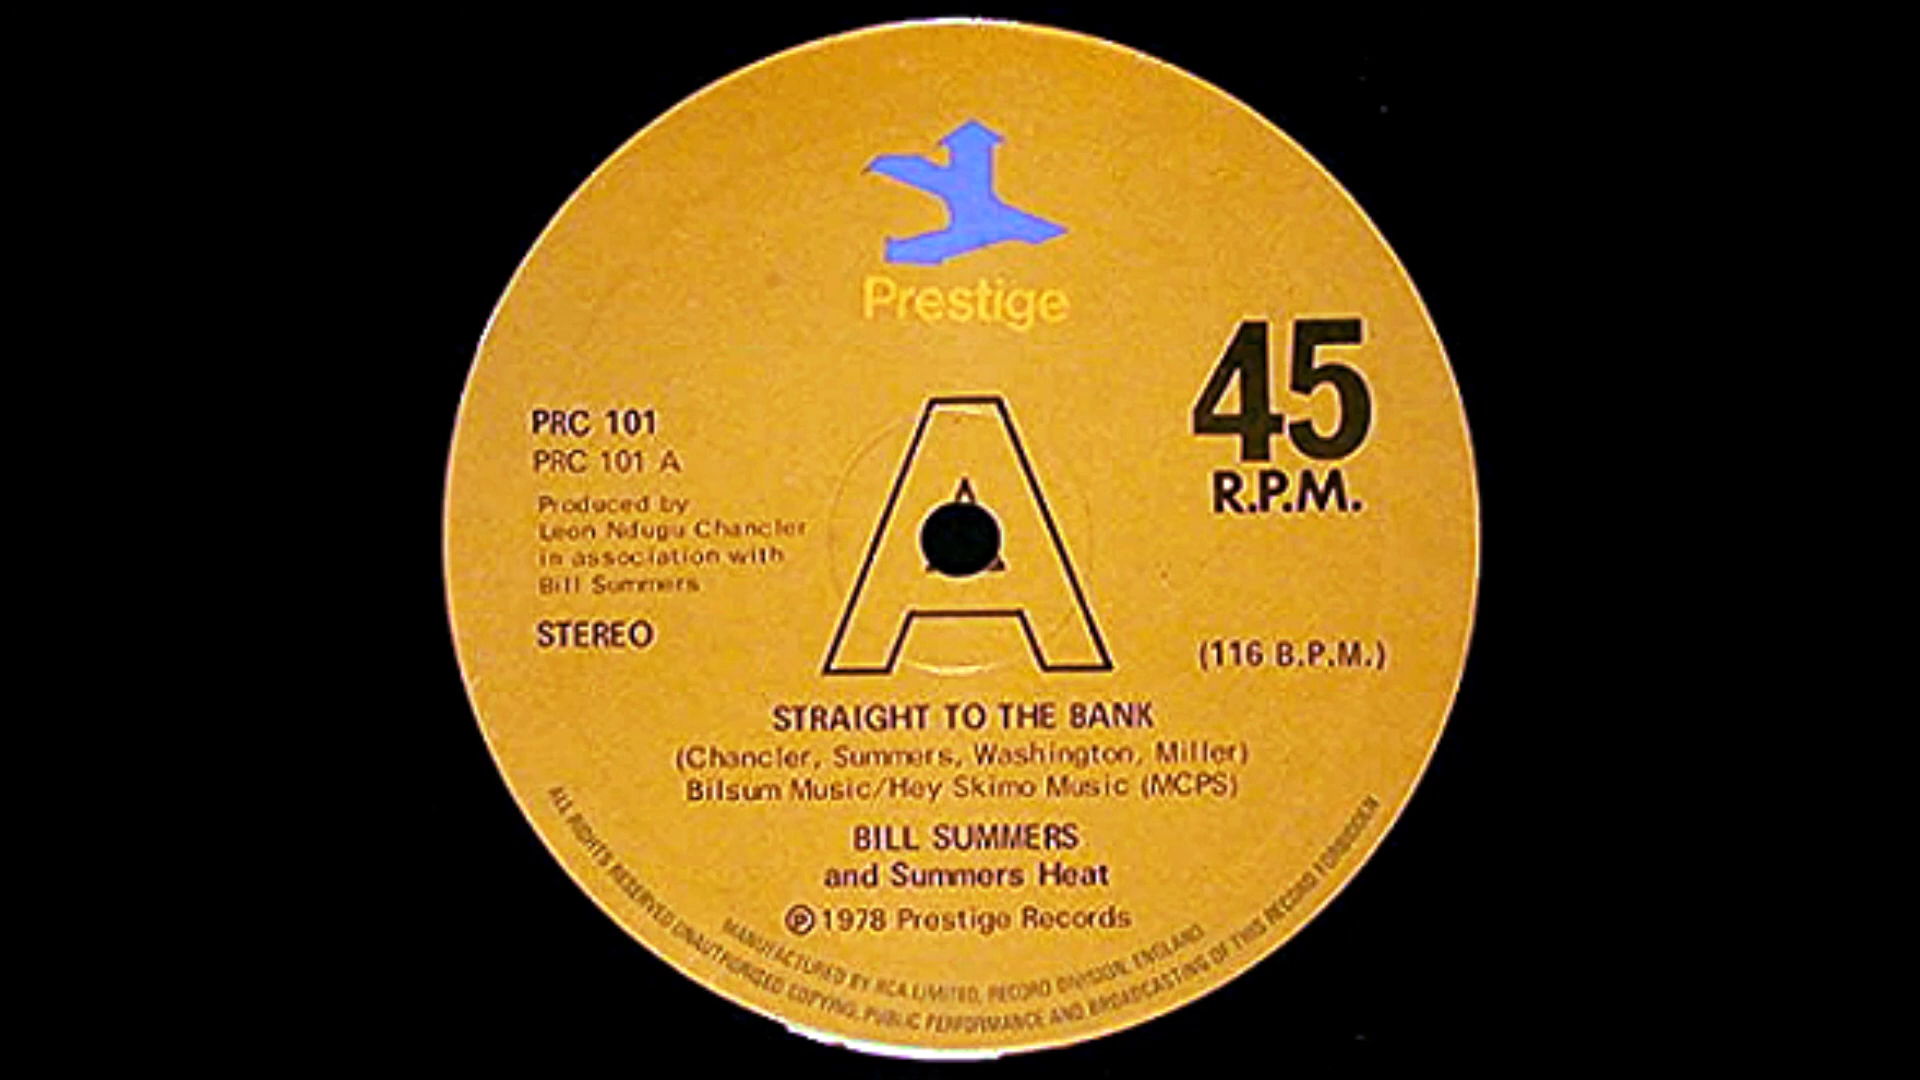 Prestige
45
R.P.M.
PRC 101
PRC 101 A
Produced by
Leon Ndugu Chancler
in association with
Bill Summers
STEREO
A
(116 B.P.M.)
STRAIGHT TO THE BANK
(Chancler, Summers, Washington, Miller)
Bilsum Music/Hey Skimo Music (MCPS)
BILL SUMMERS
and Summers Heat
℗ 1978 Prestige Records
MANUFACTURED BY RCA LIMITED, RECORD DIVISION, ENGLAND.
ALL RIGHTS RESERVED UNAUTHORISED COPYING, PUBLIC PERFORMANCE AND BROADCASTING OF THIS RECORD FORBIDDEN